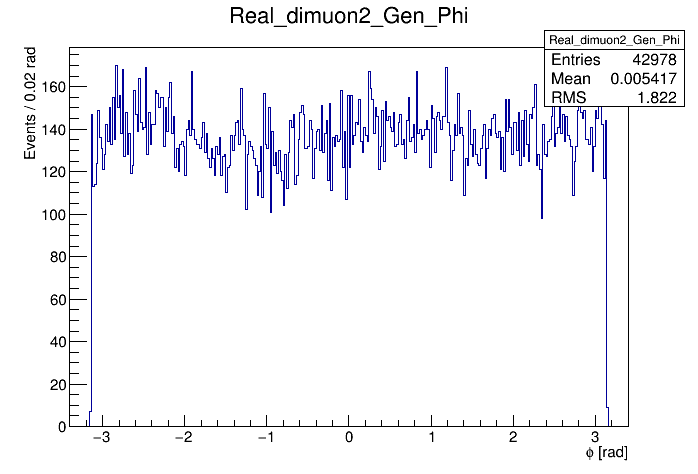 Real_dimuon2_Gen_Phi
Real_dimuon2_Gen_Phi
Entries 42978
Mean 0.005417
RMS 1.822
Events / 0.02 rad
160
140
120
100
80
60
40
20
0
−3 −2 −1 0 1 2 3
ϕ [rad]